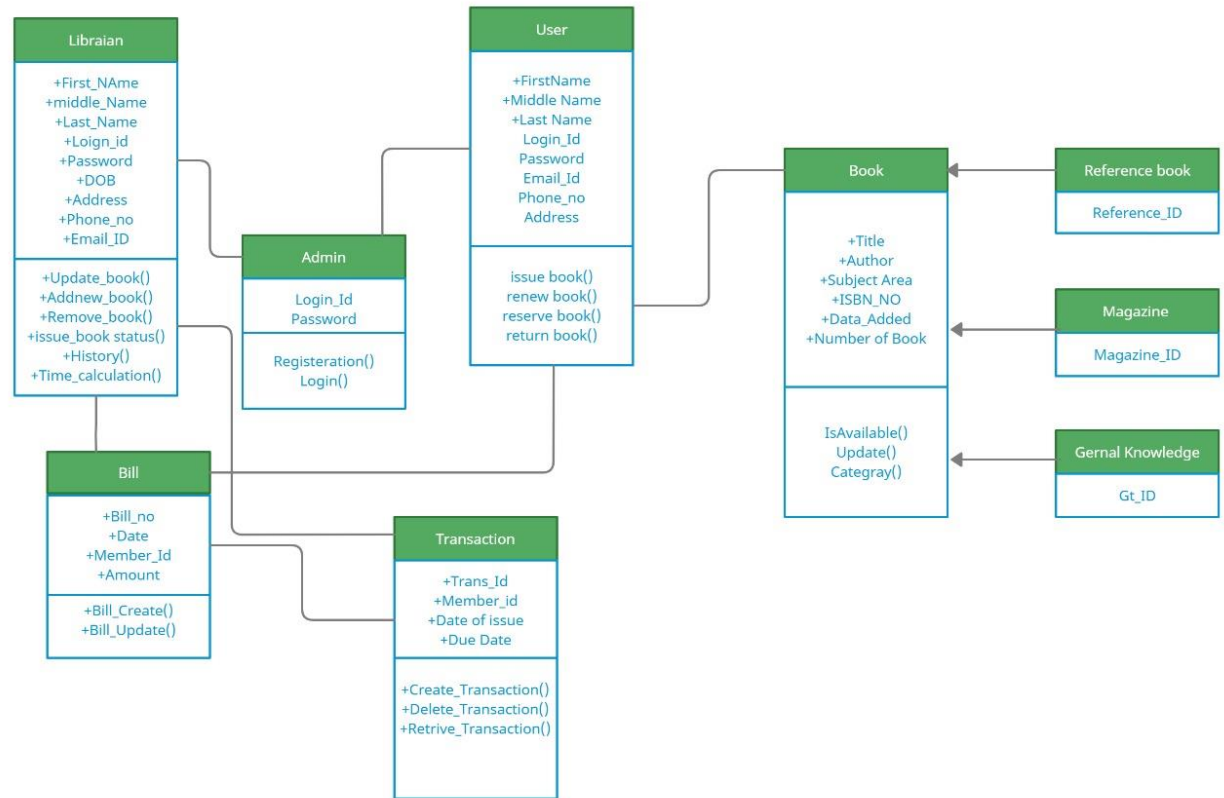 Libraian
+First_NAme
+middle_Name
+Last_Name
+Loign_id
+Password
+DOB
+Address
+Phone_no
+Email_ID
+Update_book()
+Addnew_book()
+Remove_book()
+issue_book status()
+History()
+Time_calculation()
User
+FirstName
+Middle Name
+Last Name
Login_Id
Password
Email_Id
Phone_no
Address
issue book()
renew book()
reserve book()
return book()
Admin
Login_Id
Password
Registeration()
Login()
Book
+Title
+Author
+Subject Area
+ISBN_NO
+Data_Added
+Number of Book
IsAvailable()
Update()
Categray()
Reference book
Reference_ID
Magazine
Magazine_ID
Gernal Knowledge
Gt_ID
Bill
+Bill_no
+Date
+Member_Id
+Amount
+Bill_Create()
+Bill_Update()
Transaction
+Trans_Id
+Member_id
+Date of issue
+Due Date
+Create_Transaction()
+Delete_Transaction()
+Retrive_Transaction()